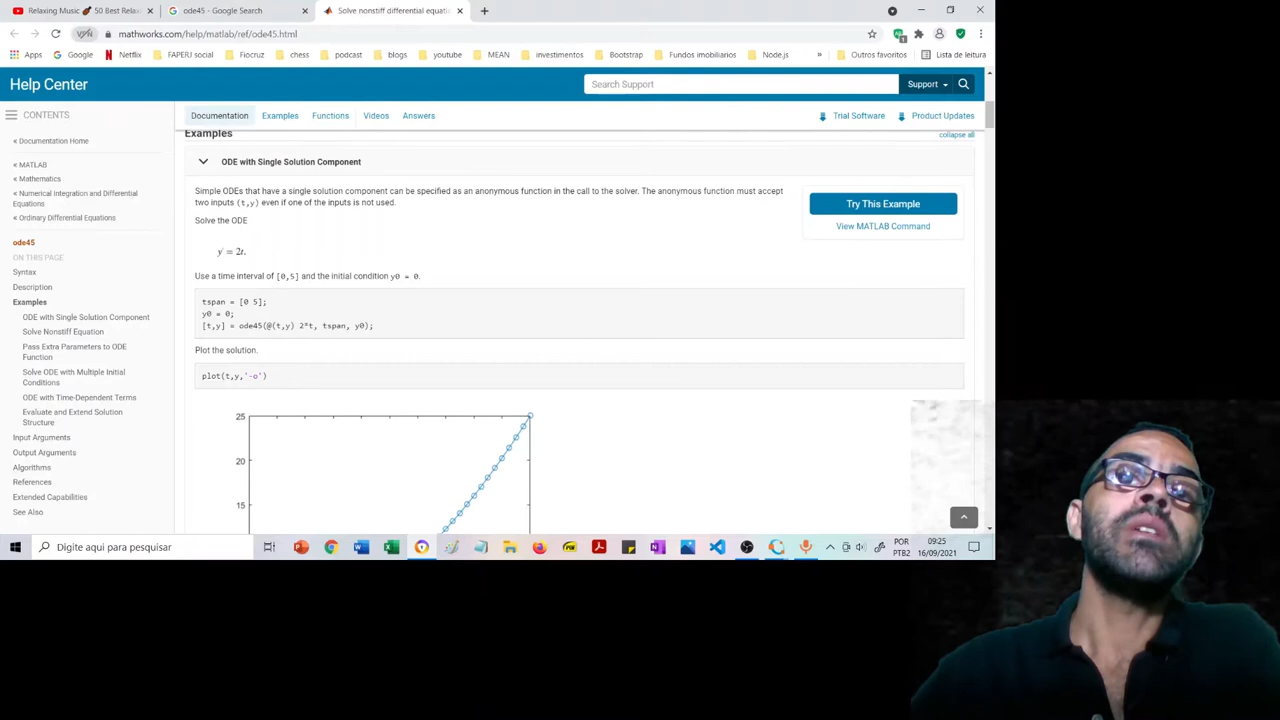 Relaxing Music 🎻 50 Best Relax
ode45 - Google Search
Solve nonstiff differential equatio
VPN
mathworks.com/help/matlab/ref/ode45.html
Apps
Google
Netflix
FAPERJ social
Fiocruz
chess
podcast
blogs
youtube
MEAN
investimentos
Bootstrap
Fundos imobiliarios
Node.js
»
Outros favoritos
Lista de leitura
Help Center
Search Support
Support
CONTENTS
Documentation
Examples
Functions
Videos
Answers
Trial Software
Product Updates
« Documentation Home
« MATLAB
« Mathematics
« Numerical Integration and Differential
Equations
« Ordinary Differential Equations
ode45
ON THIS PAGE
Syntax
Description
Examples
ODE with Single Solution Component
Solve Nonstiff Equation
Pass Extra Parameters to ODE
Function
Solve ODE with Multiple Initial
Conditions
ODE with Time-Dependent Terms
Evaluate and Extend Solution
Structure
Input Arguments
Output Arguments
Algorithms
References
Extended Capabilities
See Also
Examples
collapse all
ODE with Single Solution Component
Simple ODEs that have a single solution component can be specified as an anonymous function in the call to the solver. The anonymous function must accept
two inputs (t,y) even if one of the inputs is not used.
Try This Example
View MATLAB Command
Solve the ODE
y′ = 2t.
Use a time interval of [0,5] and the initial condition y0 = 0.
tspan = [0 5];
y0 = 0;
[t,y] = ode45(@(t,y) 2*t, tspan, y0);
Plot the solution.
plot(t,y,'-o')
25
20
15
Digite aqui para pesquisar
POR
PTB2
09:25
16/09/2021